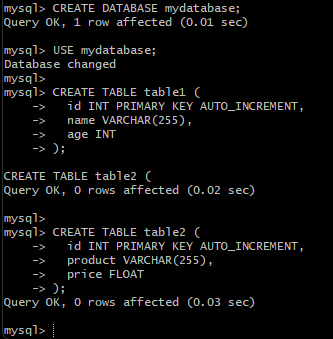 mysql> CREATE DATABASE mydatabase;
Query OK, 1 row affected (0.01 sec)

mysql> USE mydatabase;
Database changed
mysql>
mysql> CREATE TABLE table1 (
    ->   id INT PRIMARY KEY AUTO_INCREMENT,
    ->   name VARCHAR(255),
    ->   age INT
    -> );

CREATE TABLE table2 (
Query OK, 0 rows affected (0.02 sec)

mysql>
mysql> CREATE TABLE table2 (
    ->   id INT PRIMARY KEY AUTO_INCREMENT,
    ->   product VARCHAR(255),
    ->   price FLOAT
    -> );
Query OK, 0 rows affected (0.03 sec)

mysql>